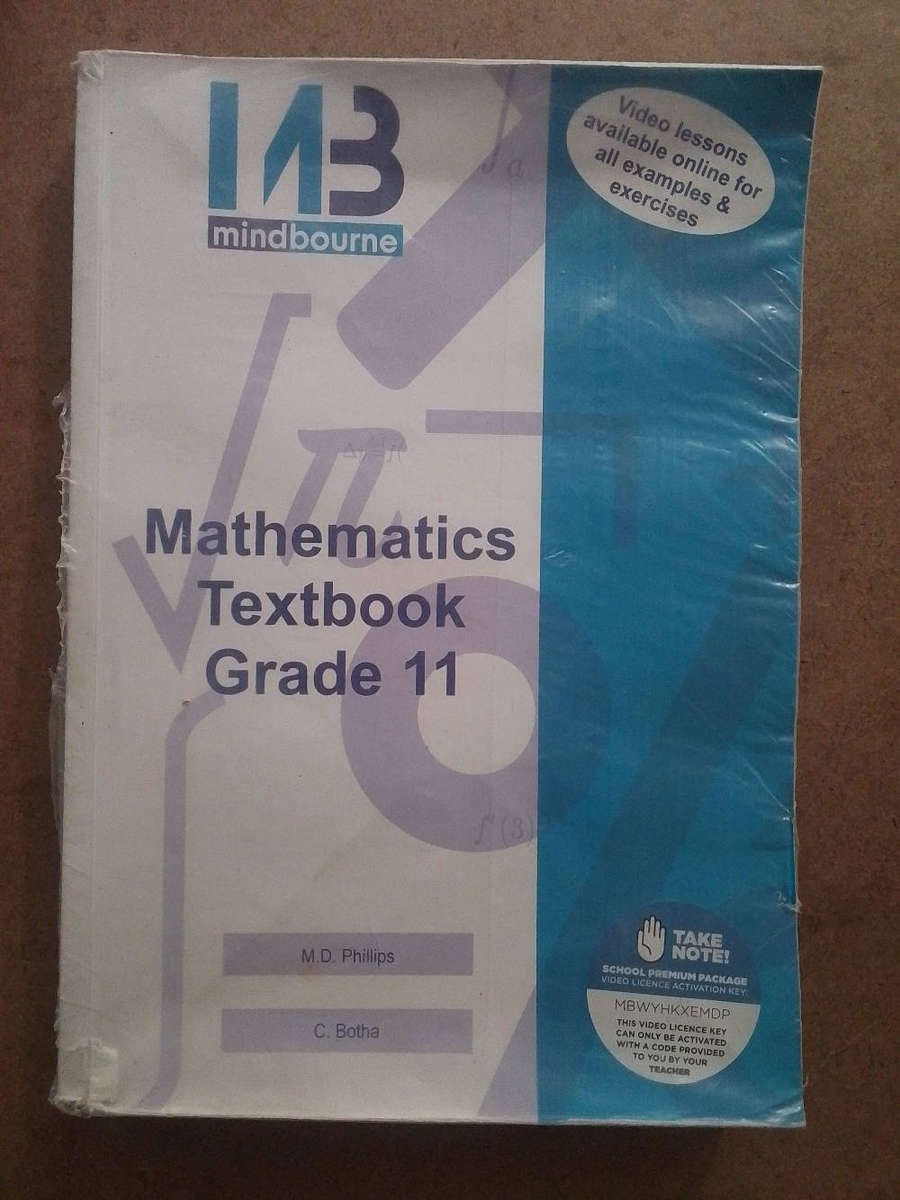 MB
mindbourne
Video lessons
available online for
all examples &
exercises
Mathematics
Textbook
Grade 11
f'(3)
M.D. Phillips
C. Botha
TAKE
NOTE!
SCHOOL PREMIUM PACKAGE
VIDEO LICENCE ACTIVATION KEY:
MBWYHKXEMDP
THIS VIDEO LICENCE KEY
CAN ONLY BE ACTIVATED
WITH A CODE PROVIDED
TO YOU BY YOUR
TEACHER